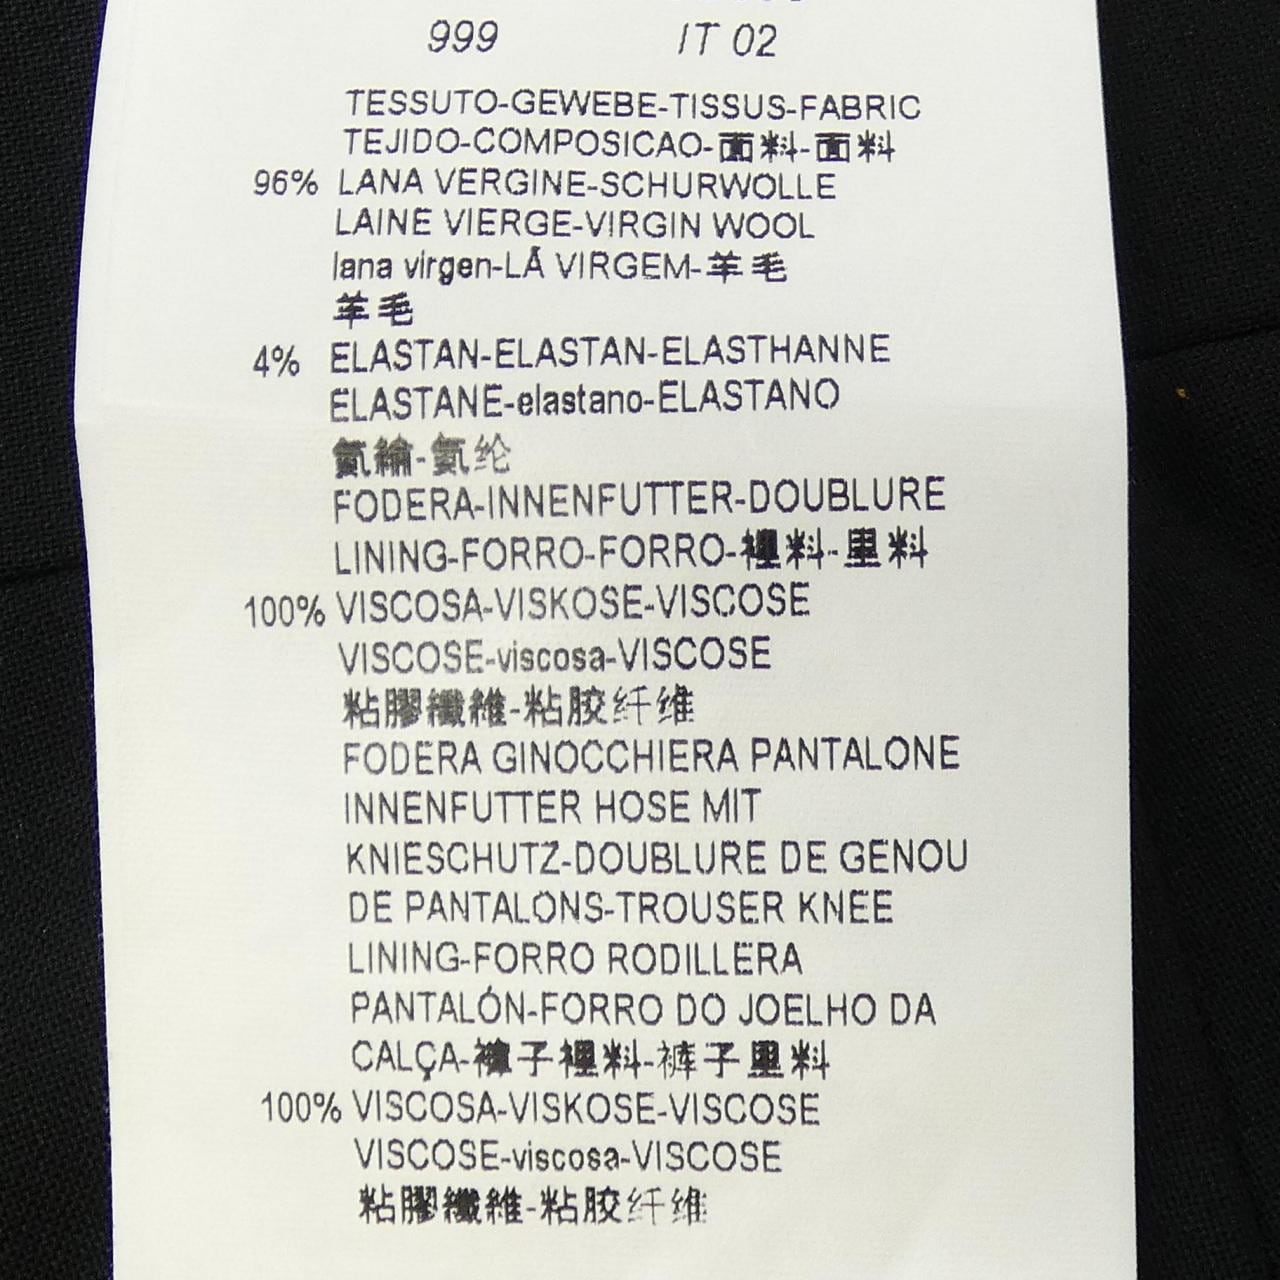 999 IT 02
TESSUTO-GEWEBE-TISSUS-FABRIC
TEJIDO-COMPOSICAO-面料-面料
96% LANA VERGINE-SCHURWOLLE
LAINE VIERGE-VIRGIN WOOL
lana virgen-LÃ VIRGEM-羊毛
羊毛
4% ELASTAN-ELASTAN-ELASTHANNE
ELASTANE-elastano-ELASTANO
氨綸-氨纶
FODERA-INNENFUTTER-DOUBLURE
LINING-FORRO-FORRO-裡料-里料
100% VISCOSA-VISKOSE-VISCOSE
VISCOSE-viscosa-VISCOSE
粘膠纖維-粘胶纤维
FODERA GINOCCHIERA PANTALONE
INNENFUTTER HOSE MIT
KNIESCHUTZ-DOUBLURE DE GENOU
DE PANTALONS-TROUSER KNEE
LINING-FORRO RODILLERA
PANTALÓN-FORRO DO JOELHO DA
CALÇA-褲子裡料-裤子里料
100% VISCOSA-VISKOSE-VISCOSE
VISCOSE-viscosa-VISCOSE
粘膠纖維-粘胶纤维